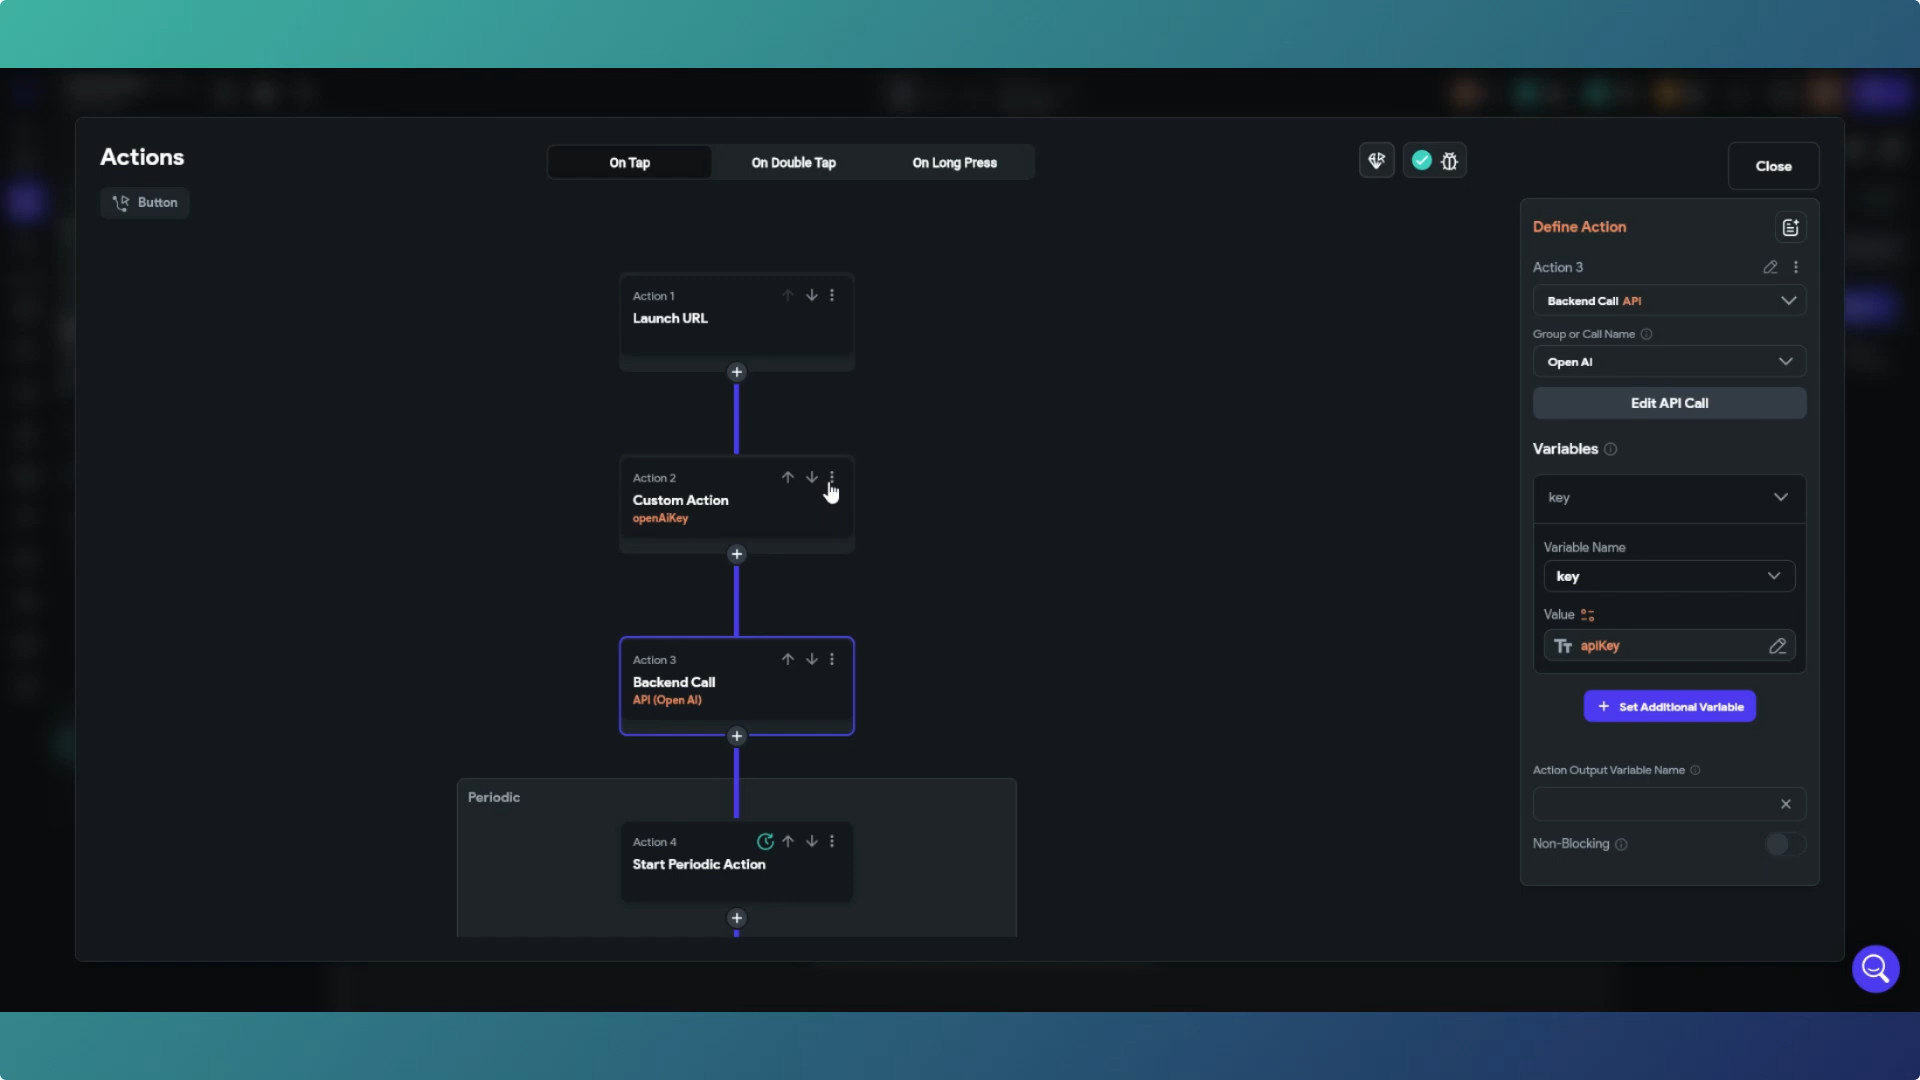 Actions
On Tap
On Double Tap
On Long Press
Close
Button
Define Action
Action 3
Backend Call API
Group or Call Name
Open AI
Edit API Call
Variables
key
Variable Name
key
Value
apiKey
+ Set Additional Variable
Action Output Variable Name
Non-Blocking
Action 1
Launch URL
Action 2
Custom Action
openAiKey
Action 3
Backend Call
API (Open AI)
Periodic
Action 4
Start Periodic Action